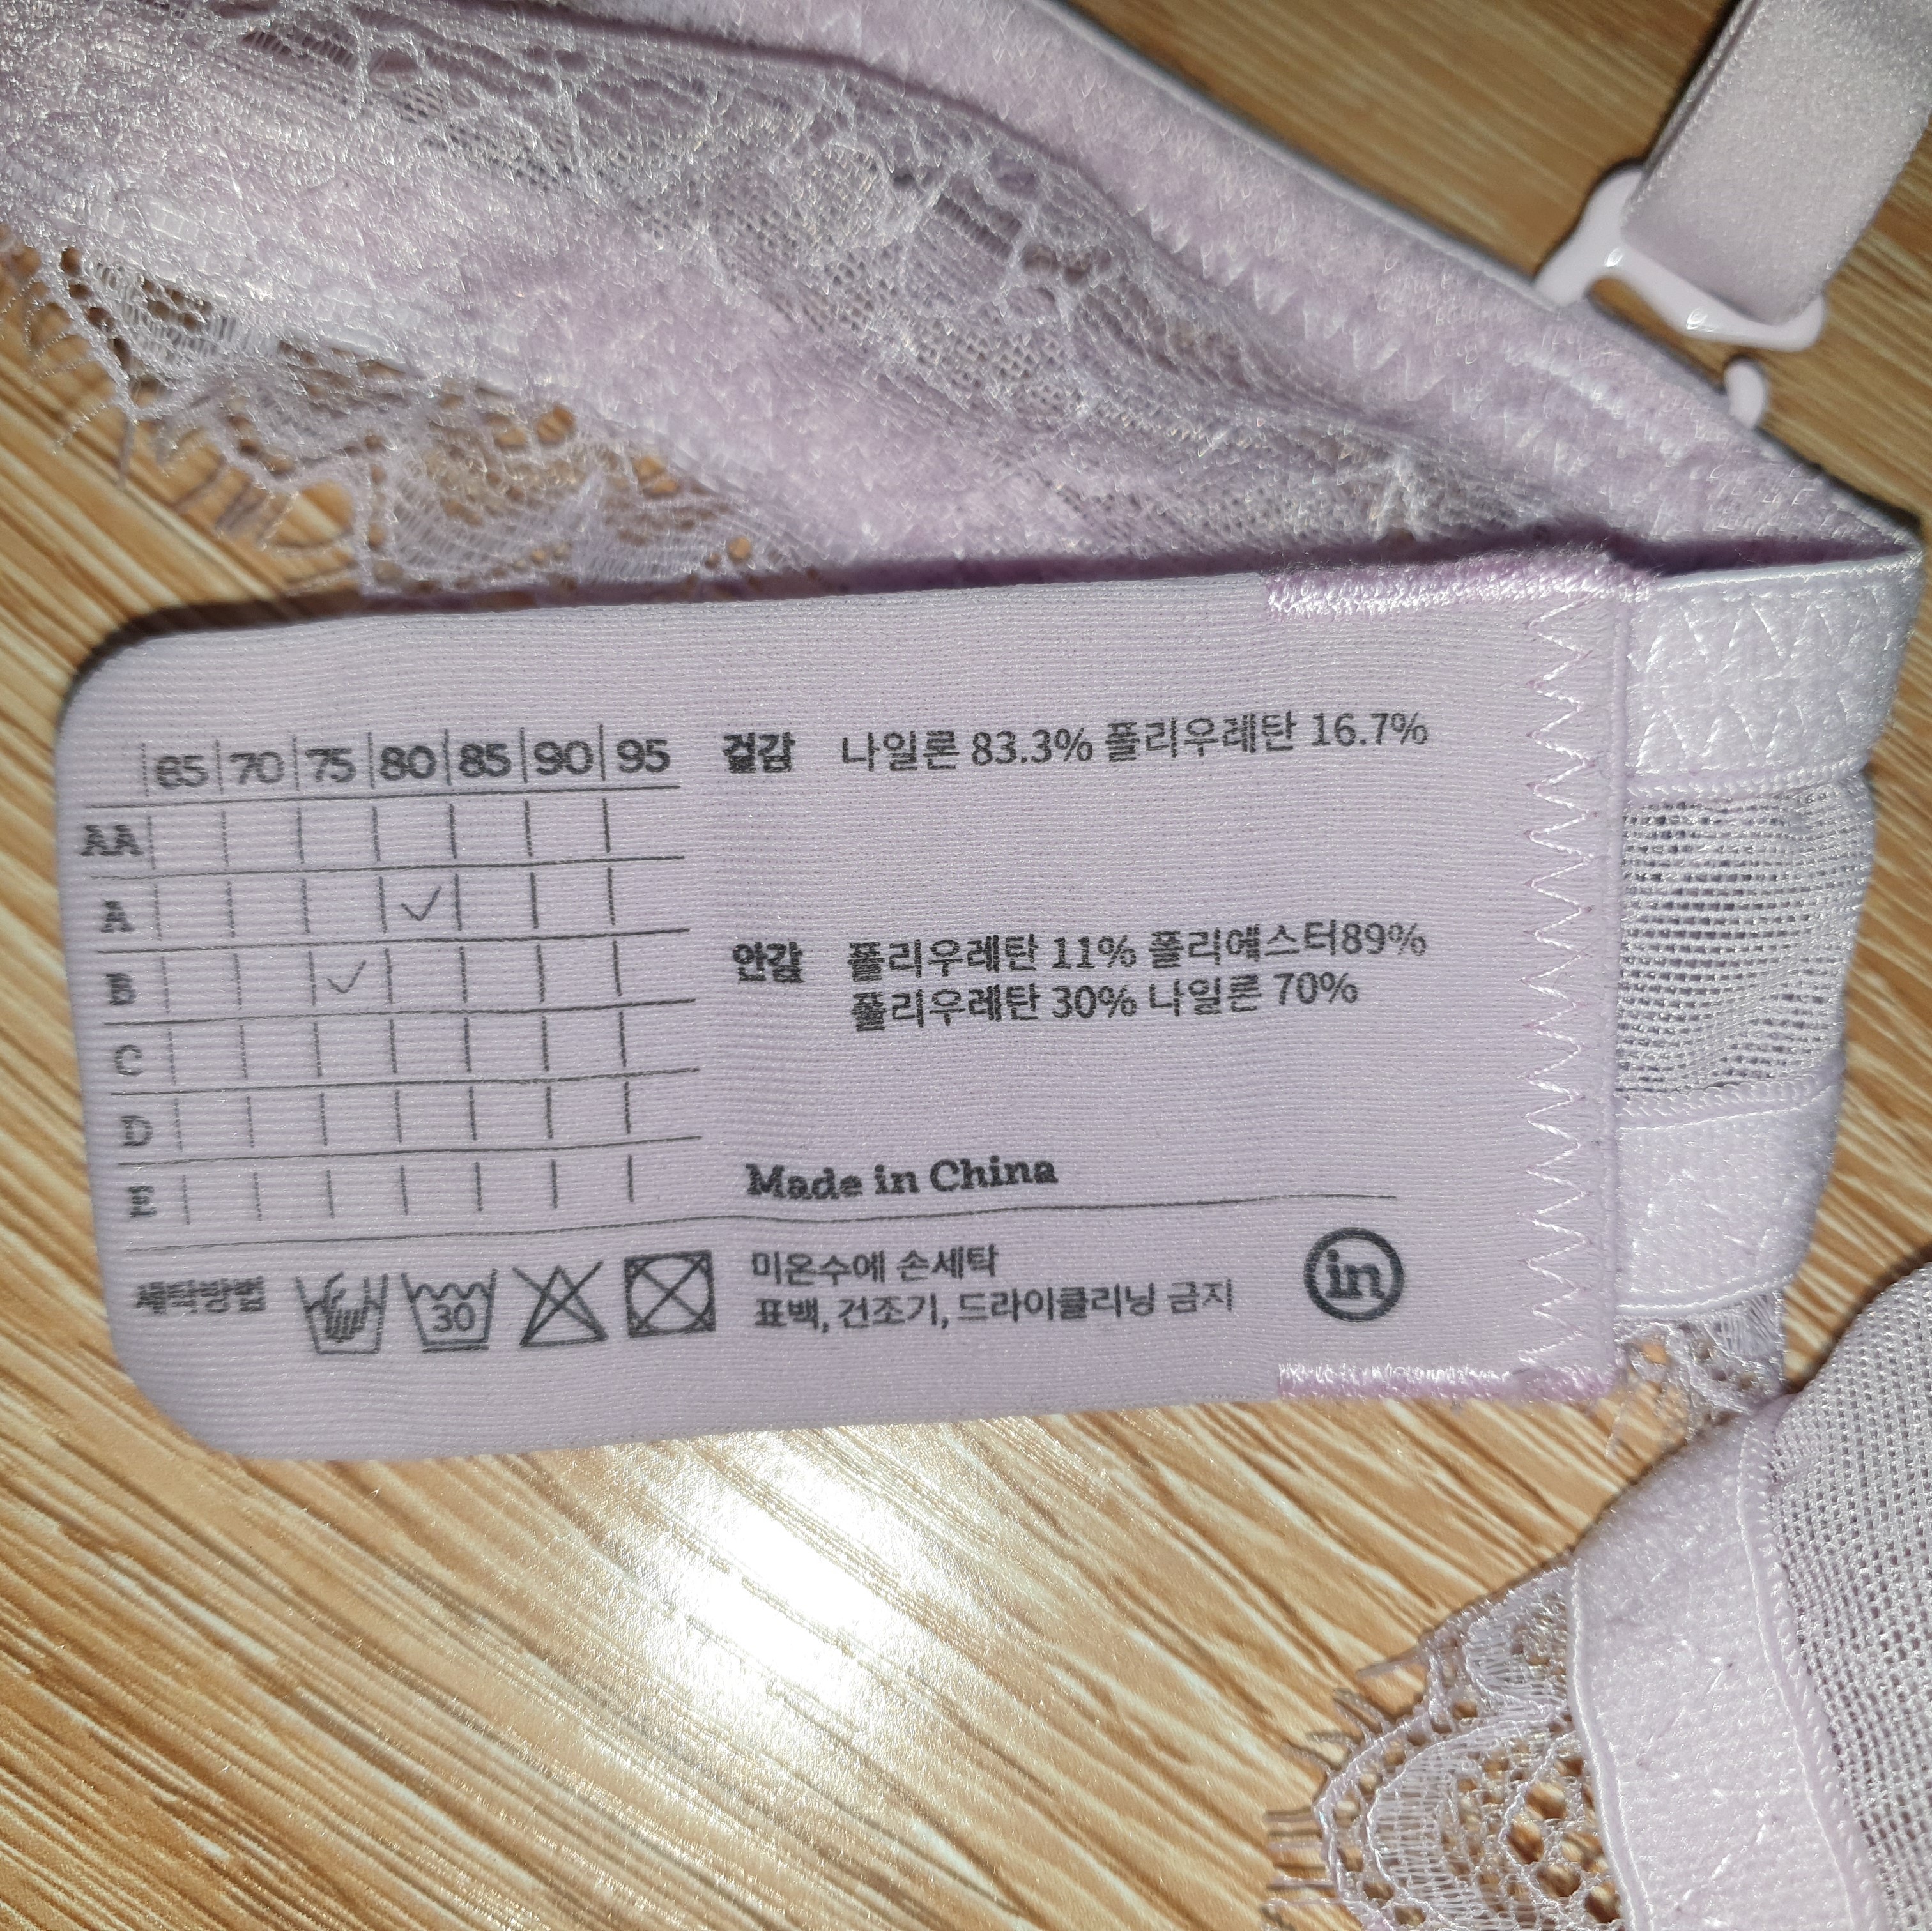 65 70 75 80 85 90 95
AA
A ✓
B ✓
C
D
E
겉감 나일론 83.3% 폴리우레탄 16.7%
안감 폴리우레탄 11% 폴리에스터89%
폴리우레탄 30% 나일론 70%
Made in China
세탁방법
30
미온수에 손세탁
표백, 건조기, 드라이클리닝 금지
in